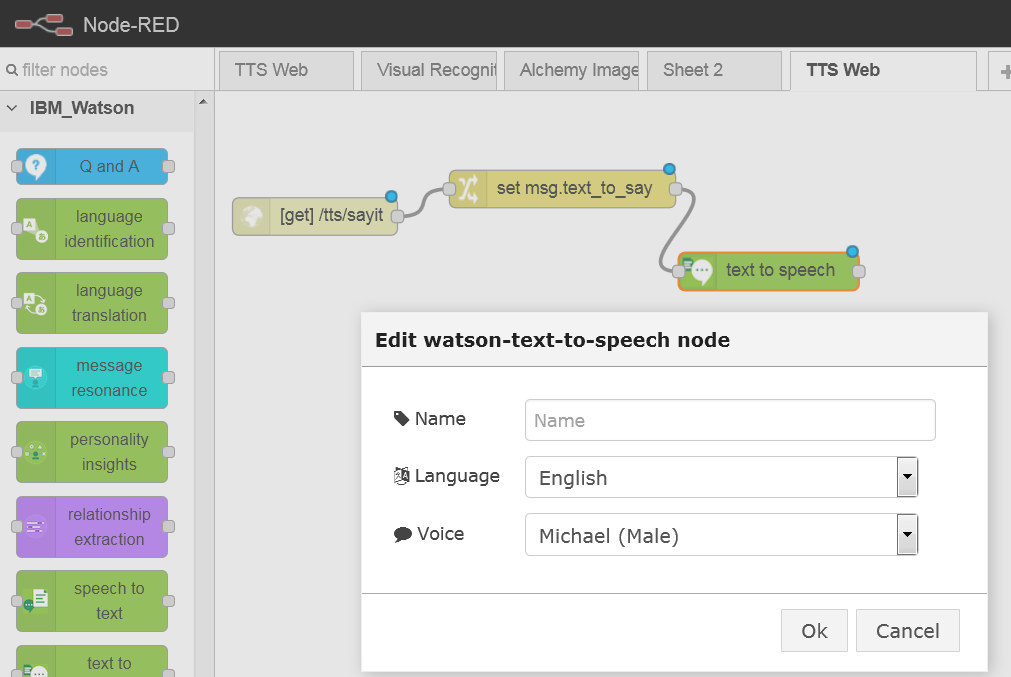 Node-RED
filter nodes
TTS Web
Visual Recognit
Alchemy Image
Sheet 2
TTS Web
+
IBM_Watson
Q and A
language
identification
language
translation
message
resonance
personality
insights
relationship
extraction
speech to
text
text to
[get] /tts/sayit
set msg.text_to_say
text to speech
Edit watson-text-to-speech node
Name
Name
Language
English
Voice
Michael (Male)
Ok
Cancel